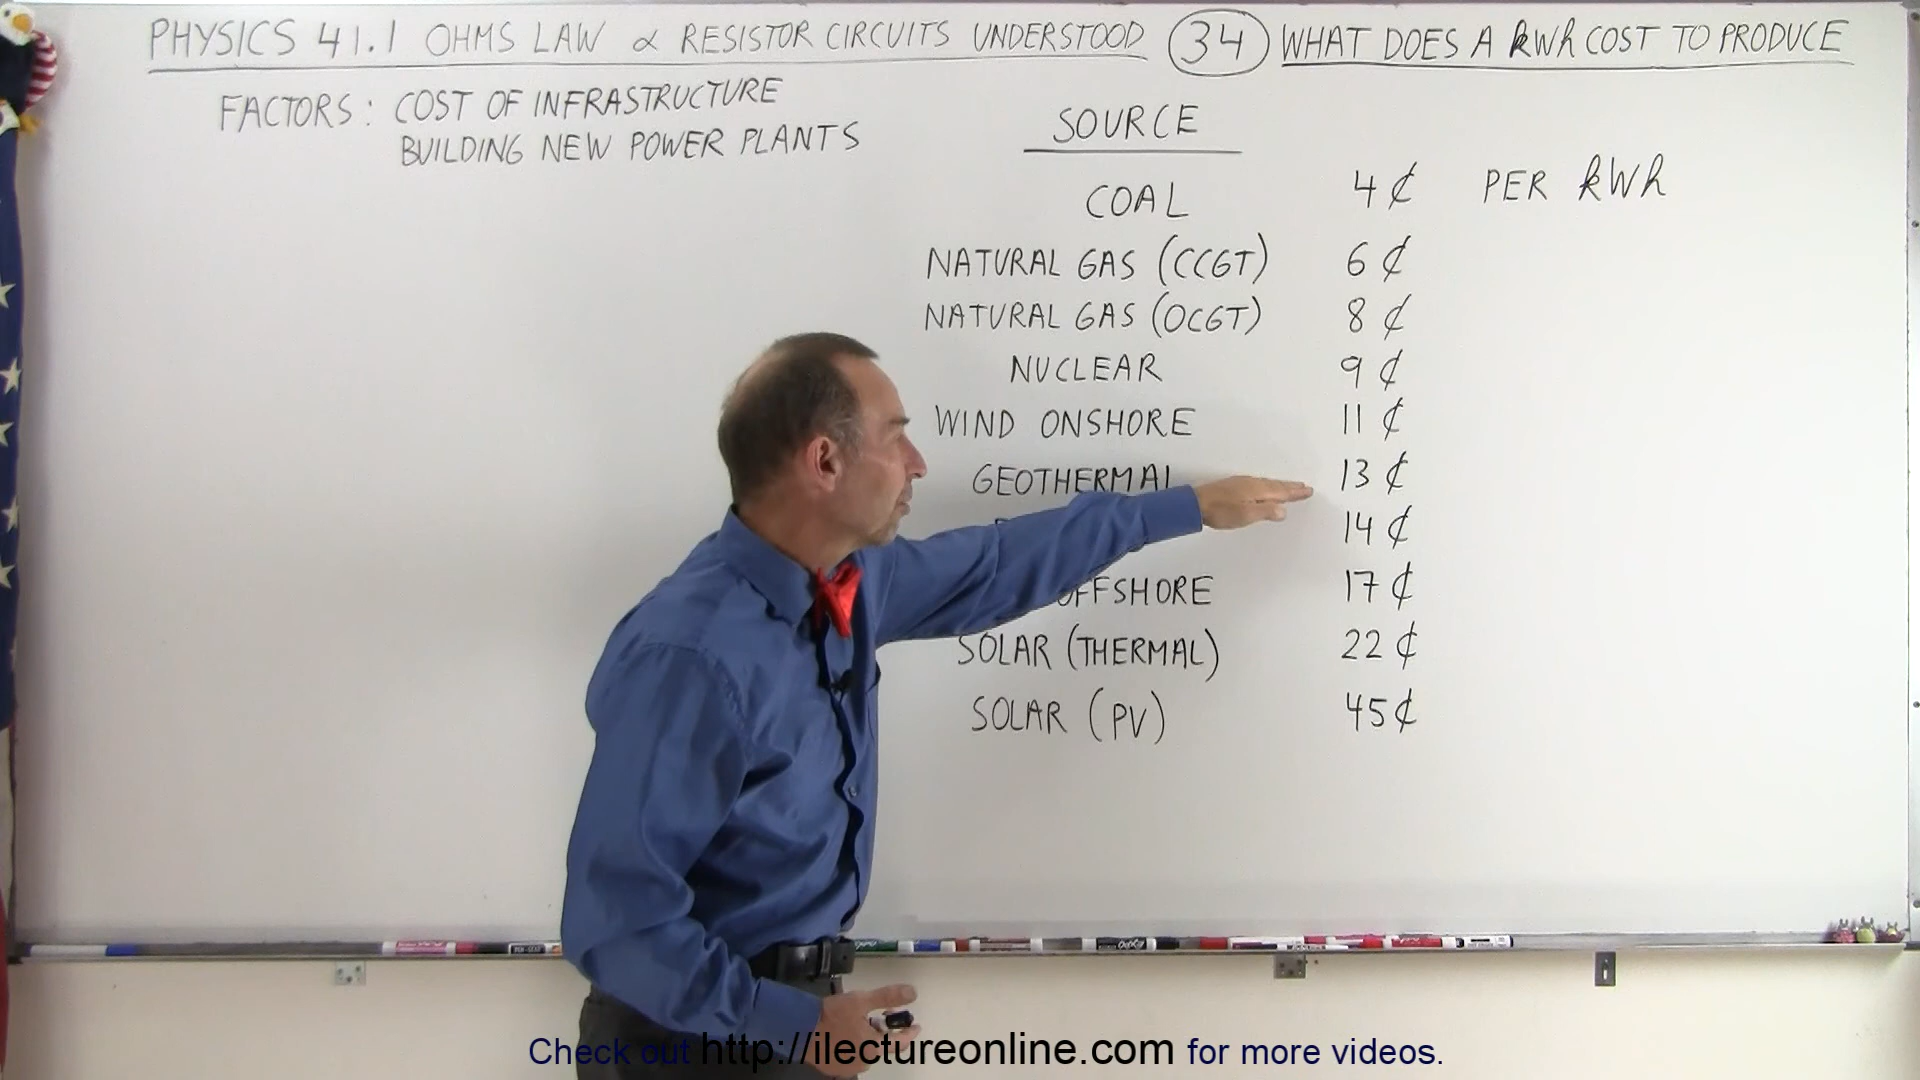 PHYSICS 41.1 OHMS LAW & RESISTOR CIRCUITS UNDERSTOOD 34 WHAT DOES A kWh COST TO PRODUCE
FACTORS: COST OF INFRASTRUCTURE
BUILDING NEW POWER PLANTS
SOURCE
COAL 4¢ PER kWh
NATURAL GAS (CCGT) 6¢
NATURAL GAS (OCGT) 8¢
NUCLEAR 9¢
WIND ONSHORE 11¢
GEOTHERMAL 13¢
14¢
OFFSHORE 17¢
SOLAR (THERMAL) 22¢
SOLAR (PV) 45¢
Check out http://ilectureonline.com for more videos.